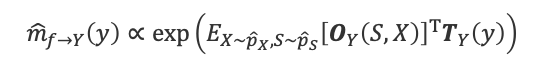 m̂_{f→Y}(y) ∝ exp(E_{X∼p̂_X,S∼p̂_S}[𝑶_Y(S, X)]^T 𝑻_Y(y))